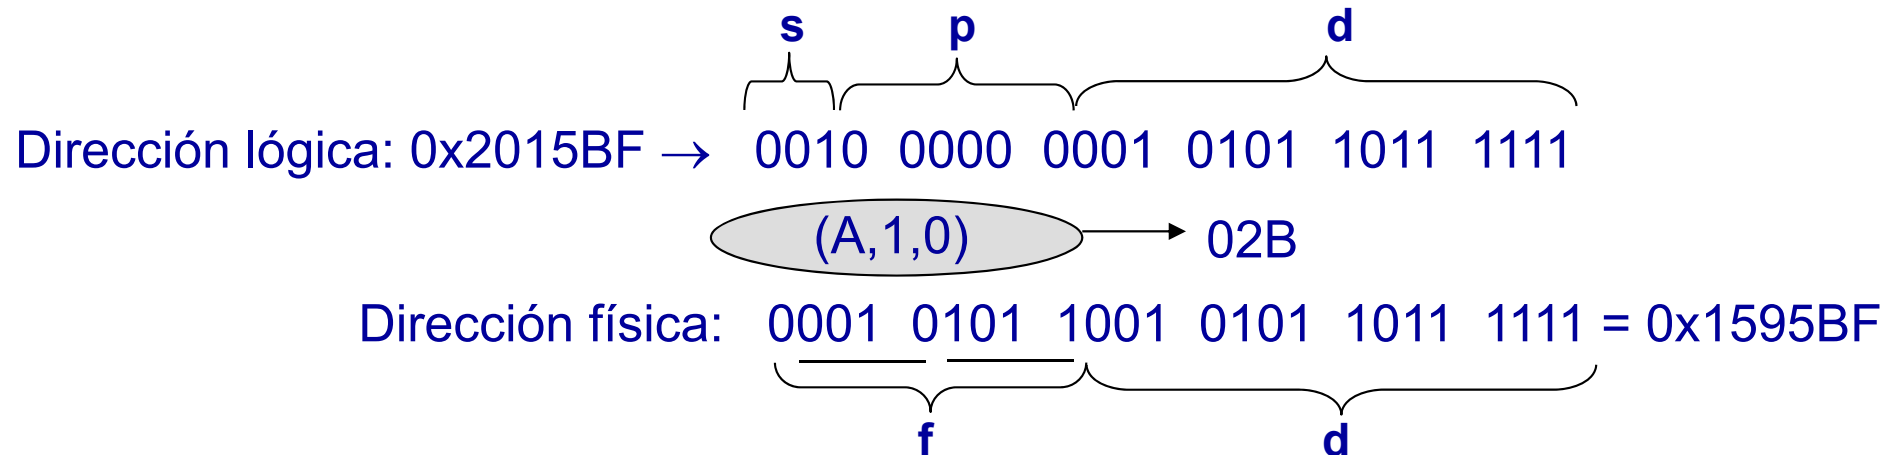 s p d
Dirección lógica: 0x2015BF → 0010 0000 0001 0101 1011 1111
(A,1,0) 02B
Dirección física: 0001 0101 1001 0101 1011 1111 = 0x1595BF
f d